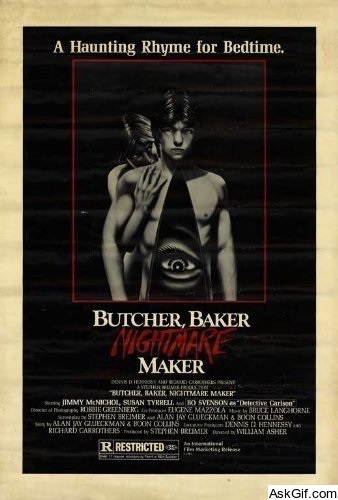 A Haunting Rhyme for Bedtime.
BUTCHER, BAKER
NIGHTMARE
MAKER
DENNIS D. HENNESSY AND RICHARD CARROTHERS PRESENT
A STEPHEN BREIMER PRODUCTION
"BUTCHER, BAKER, NIGHTMARE MAKER"
Starring JIMMY McNICHOL, SUSAN TYRRELL AND BO SVENSON as "Detective Carlson"
Director of Photography ROBBIE GREENBERG Co-Producer EUGENE MAZZOLA Music by BRUCE LANGHORNE
Screenplay by STEPHEN BREIMER and ALAN JAY GLUECKMAN & BOON COLLINS
Story by ALAN JAY GLUECKMAN & BOON COLLINS Executive Producers DENNIS D. HENNESSY and
RICHARD CARROTHERS Produced by STEPHEN BREIMER Directed by WILLIAM ASHER
R RESTRICTED
An International
Film Marketing Release
AskGif.com